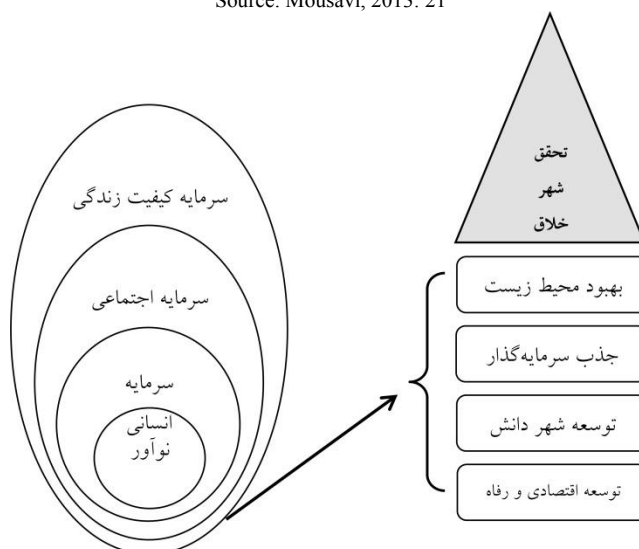 Source: Mousavi, 2013: 21
سرمایه کیفیت زندگی
سرمایه اجتماعی
سرمایه
انسانی
نوآور
تحقق
شهر
خلاق
بهبود محیط زیست
جذب سرمایه‌گذار
توسعه شهر دانش
توسعه اقتصادی و رفاه